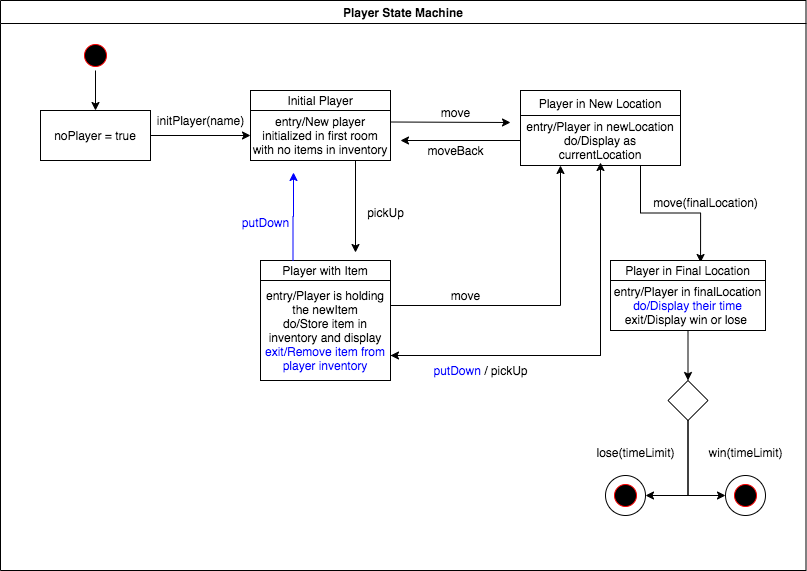 Player State Machine
noPlayer = true
initPlayer(name)
Initial Player
entry/New player
initialized in first room
with no items in inventory
move
moveBack
Player in New Location
entry/Player in newLocation
do/Display as
currentLocation
putDown
pickUp
move(finalLocation)
Player with Item
entry/Player is holding
the newItem
do/Store item in
inventory and display
exit/Remove item from
player inventory
move
putDown / pickUp
Player in Final Location
entry/Player in finalLocation
do/Display their time
exit/Display win or lose
lose(timeLimit)
win(timeLimit)